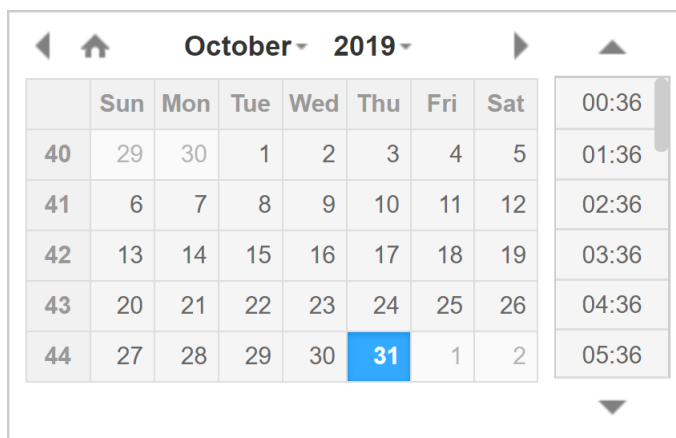 October 2019
Sun Mon Tue Wed Thu Fri Sat
40 29 30 1 2 3 4 5
41 6 7 8 9 10 11 12
42 13 14 15 16 17 18 19
43 20 21 22 23 24 25 26
44 27 28 29 30 31 1 2
00:36
01:36
02:36
03:36
04:36
05:36